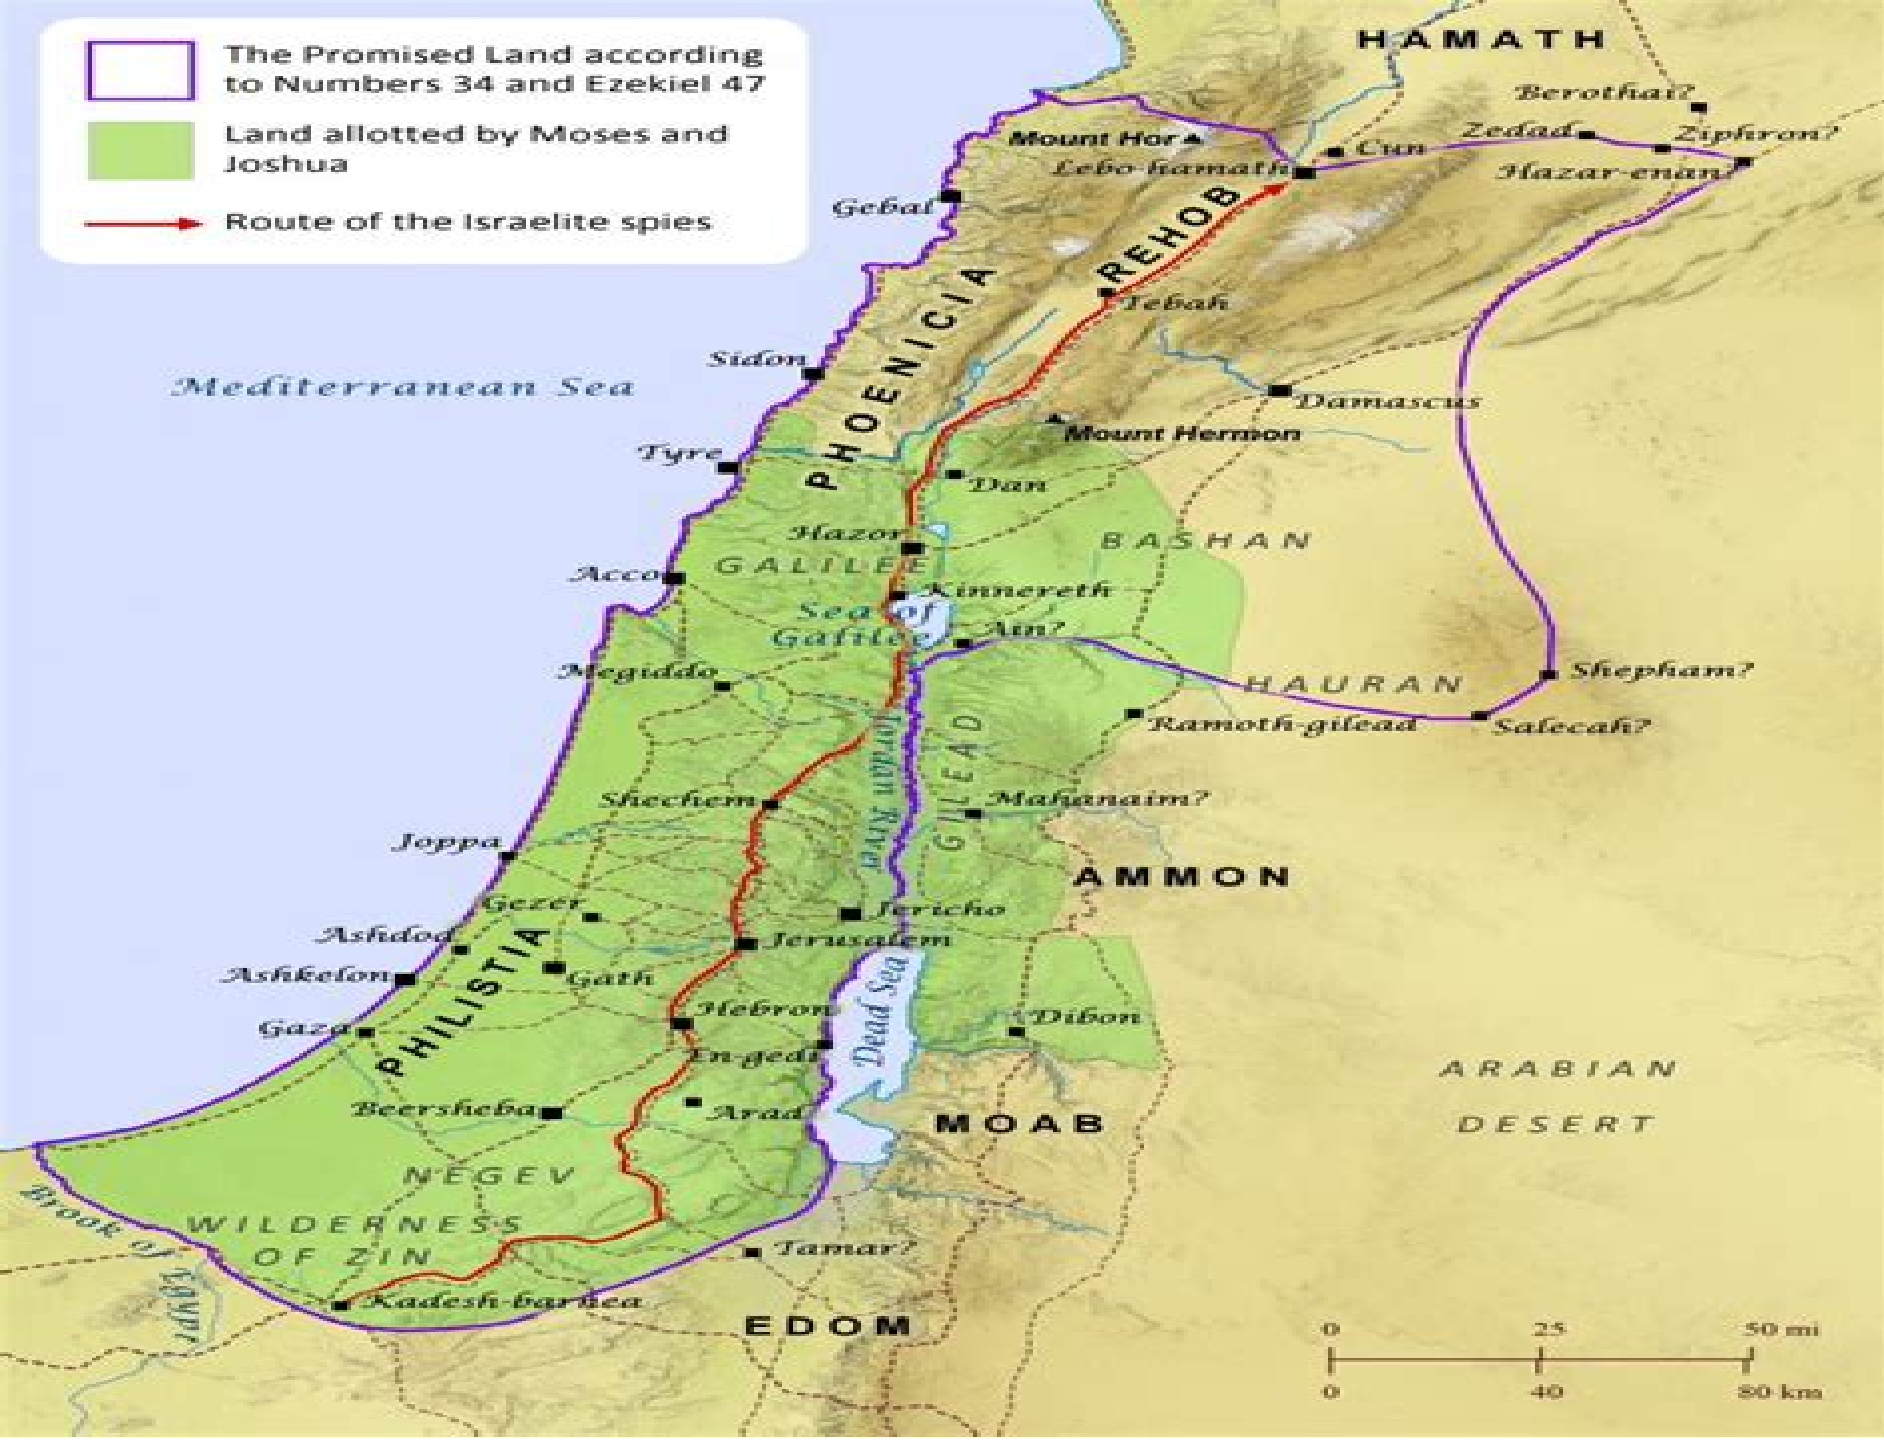 The Promised Land according
to Numbers 34 and Ezekiel 47
Land allotted by Moses and
Joshua
Route of the Israelite spies
HAMATH
Berothai?
Mount Hor
Zedad
Ziphron?
Cun
Lebo-hamath
Hazar-enan?
Gebal
REHOB
Tebah
PHOENICIA
Sidon
Mediterranean Sea
Damascus
Mount Hermon
Tyre
Dan
Hazor
BASHAN
GALILEE
Acco
Kinnereth
Sea of
Galilee
Ain?
Megiddo
Shepham?
HAURAN
Ramoth-gilead
Salecah?
Jordan River
GILEAD
Shechem
Mahanaim?
Joppa
AMMON
Gezer
Jericho
Ashdod
Jerusalem
PHILISTIA
Ashkelon
Gath
Dead Sea
Hebron
Gaza
Dibon
En-gedi
ARABIAN
DESERT
Beersheba
Arad
MOAB
NEGEV
Brook of
Egypt
WILDERNESS
OF ZIN
Tamar?
Kadesh-barnea
EDOM
0 25 50 mi
0 40 80 km